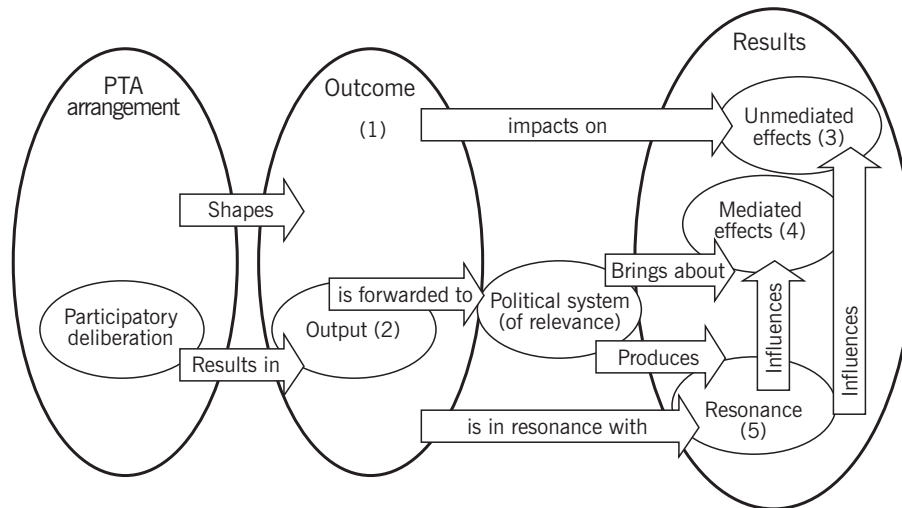 PTA
arrangement
Shapes
Participatory
deliberation
Results in
Outcome
(1)
Output (2)
is forwarded to
impacts on
Political system
(of relevance)
is in resonance with
Brings about
Produces
Results
Unmediated
effects (3)
Mediated
effects (4)
Influences
Influences
Resonance
(5)